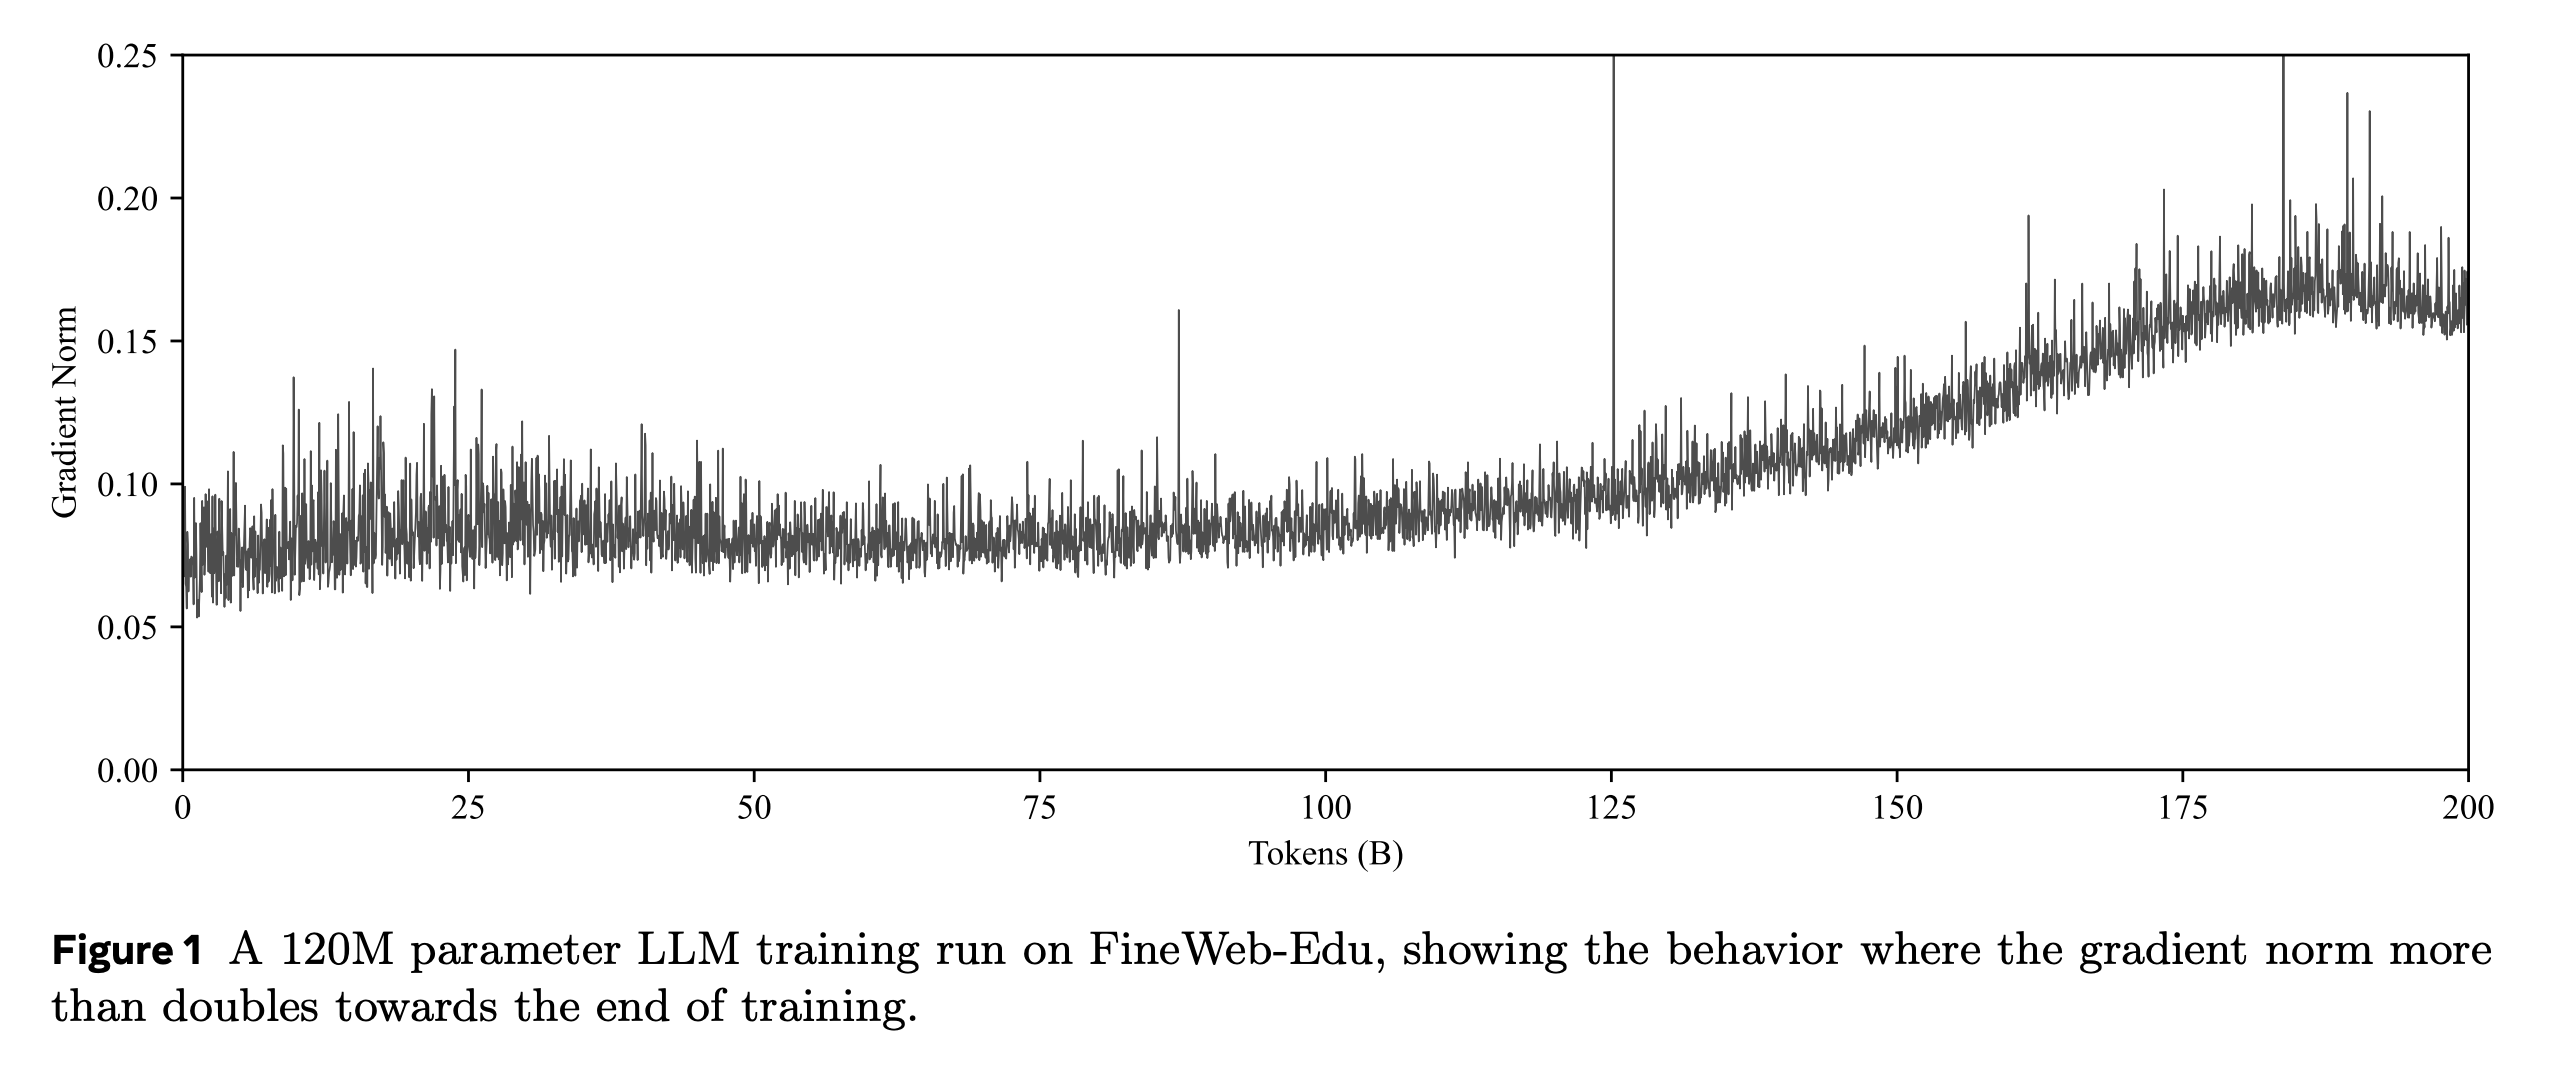 0.25
0.20
0.15
0.10
0.05
0.00
Gradient Norm
0 25 50 75 100 125 150 175 200
Tokens (B)
Figure 1 A 120M parameter LLM training run on FineWeb-Edu, showing the behavior where the gradient norm more
than doubles towards the end of training.